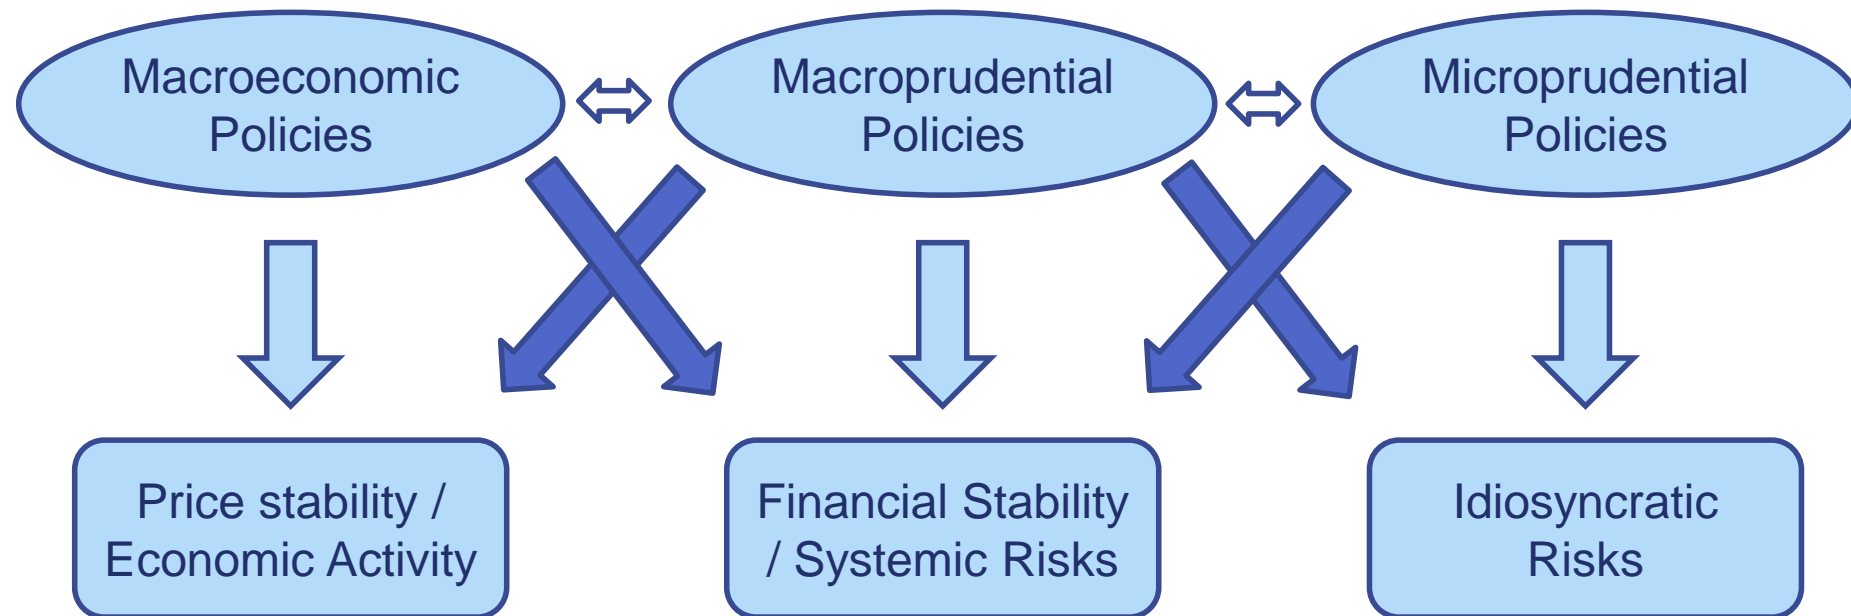 Macroeconomic
Policies
Macroprudential
Policies
Microprudential
Policies
Price stability /
Economic Activity
Financial Stability
/ Systemic Risks
Idiosyncratic
Risks